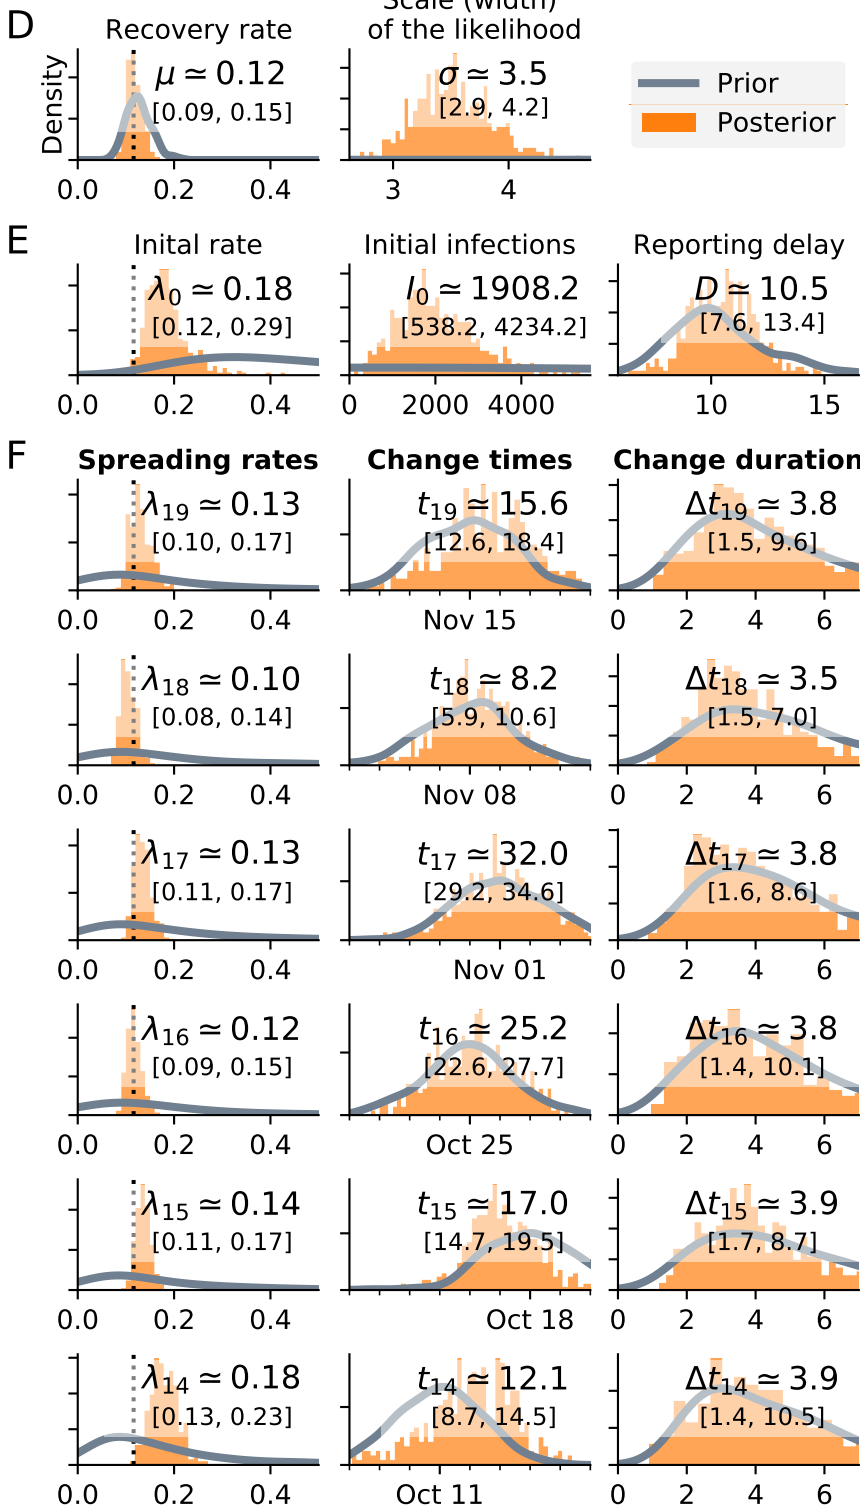 D
Recovery rate
Scale (width)
of the likelihood
Density
μ ≃ 0.12
[0.09, 0.15]
σ ≃ 3.5
[2.9, 4.2]
Prior
Posterior
0.0 0.2 0.4
3 4
E
Inital rate
Initial infections
Reporting delay
λ0 ≃ 0.18
[0.12, 0.29]
I0 ≃ 1908.2
[538.2, 4234.2]
D ≃ 10.5
[7.6, 13.4]
0.0 0.2 0.4
0 2000 4000
10 15
F
Spreading rates
Change times
Change duration
λ19 ≃ 0.13
[0.10, 0.17]
t19 ≃ 15.6
[12.6, 18.4]
Δt19 ≃ 3.8
[1.5, 9.6]
0.0 0.2 0.4
Nov 15
0 2 4 6
λ18 ≃ 0.10
[0.08, 0.14]
t18 ≃ 8.2
[5.9, 10.6]
Δt18 ≃ 3.5
[1.5, 7.0]
0.0 0.2 0.4
Nov 08
0 2 4 6
λ17 ≃ 0.13
[0.11, 0.17]
t17 ≃ 32.0
[29.2, 34.6]
Δt17 ≃ 3.8
[1.6, 8.6]
0.0 0.2 0.4
Nov 01
0 2 4 6
λ16 ≃ 0.12
[0.09, 0.15]
t16 ≃ 25.2
[22.6, 27.7]
Δt16 ≃ 3.8
[1.4, 10.1]
0.0 0.2 0.4
Oct 25
0 2 4 6
λ15 ≃ 0.14
[0.11, 0.17]
t15 ≃ 17.0
[14.7, 19.5]
Δt15 ≃ 3.9
[1.7, 8.7]
0.0 0.2 0.4
Oct 18
0 2 4 6
λ14 ≃ 0.18
[0.13, 0.23]
t14 ≃ 12.1
[8.7, 14.5]
Δt14 ≃ 3.9
[1.4, 10.5]
0.0 0.2 0.4
Oct 11
0 2 4 6